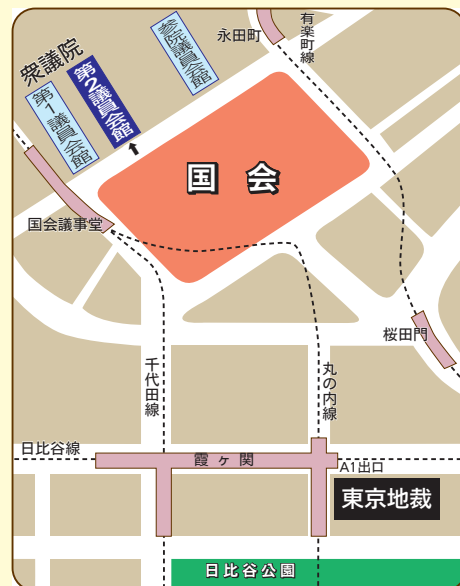 永田町
有楽町線
参院議員会館
衆議院
第2議員会館
第1議員会館
国会
国会議事堂
桜田門
千代田線
丸の内線
日比谷線
霞ヶ関
A1出口
東京地裁
日比谷公園